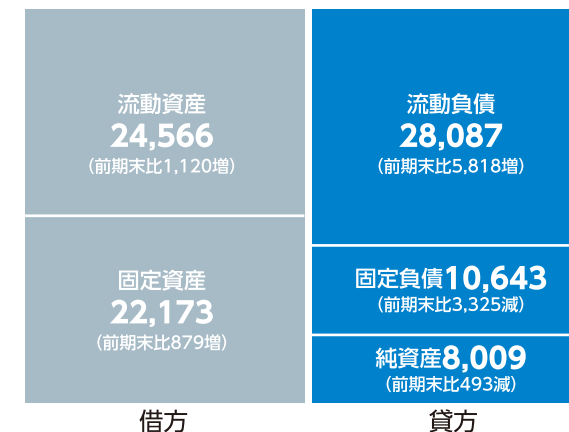 流動資産
24,566
（前期末比1,120増）
固定資産
22,173
（前期末比879増）
借方
流動負債
28,087
（前期末比5,818増）
固定負債10,643
（前期末比3,325減）
純資産8,009
（前期末比493減）
貸方